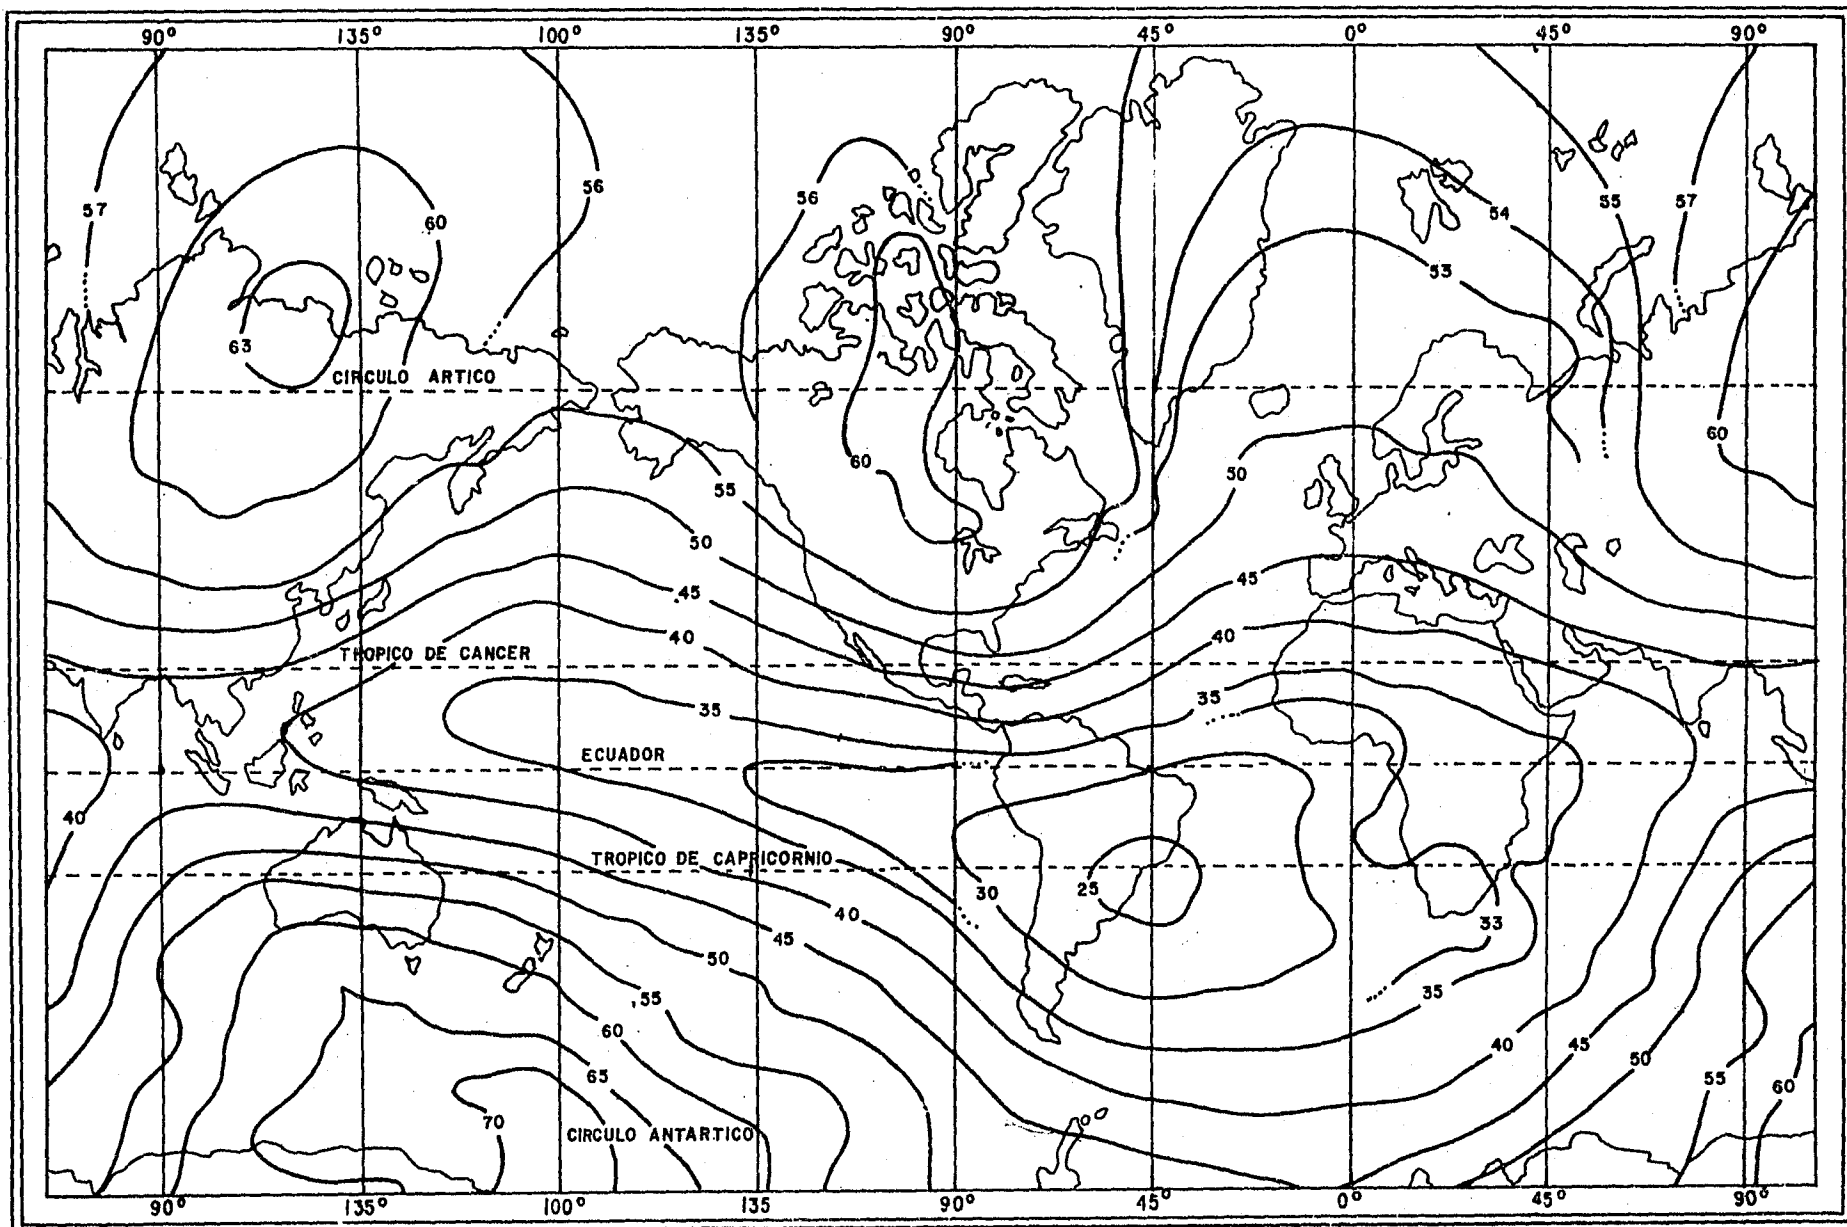 90° 135° 100° 135° 90° 45° 0° 45° 90°
56 60 56 57 57 54 55
53
63
CIRCULO ARTICO
60 60
50
55
50
45
45
40 40
TROPICO DE CANCER
35 35
ECUADOR
40
TROPICO DE CAPRICORNIO
30 25
40 33
45
50
55 35
60 40 45 50
65 55 60
70 CIRCULO ANTARTICO
90° 135° 100° 135 90° 45° 0° 45° 90°